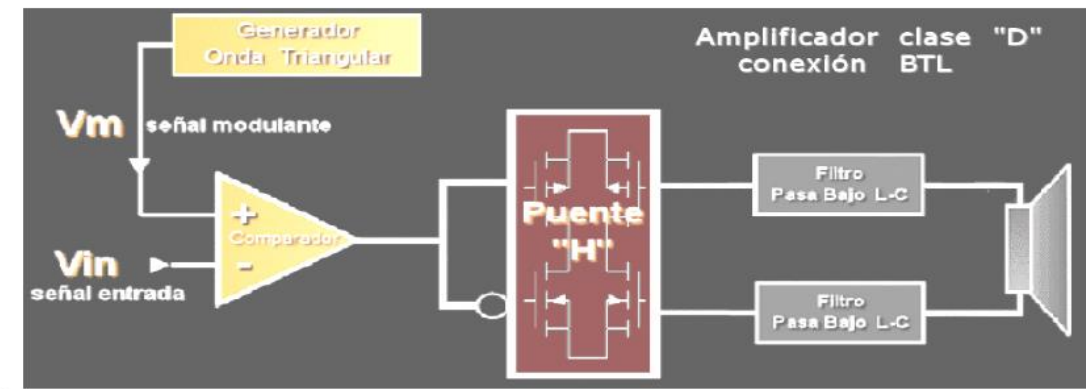 Generador
Onda Triangular
Amplificador clase "D"
conexión BTL
Vm señal modulante
+
Comparador
-
Vin
señal entrada
Puente
"H"
Filtro
Pasa Bajo L-C
Filtro
Pasa Bajo L-C